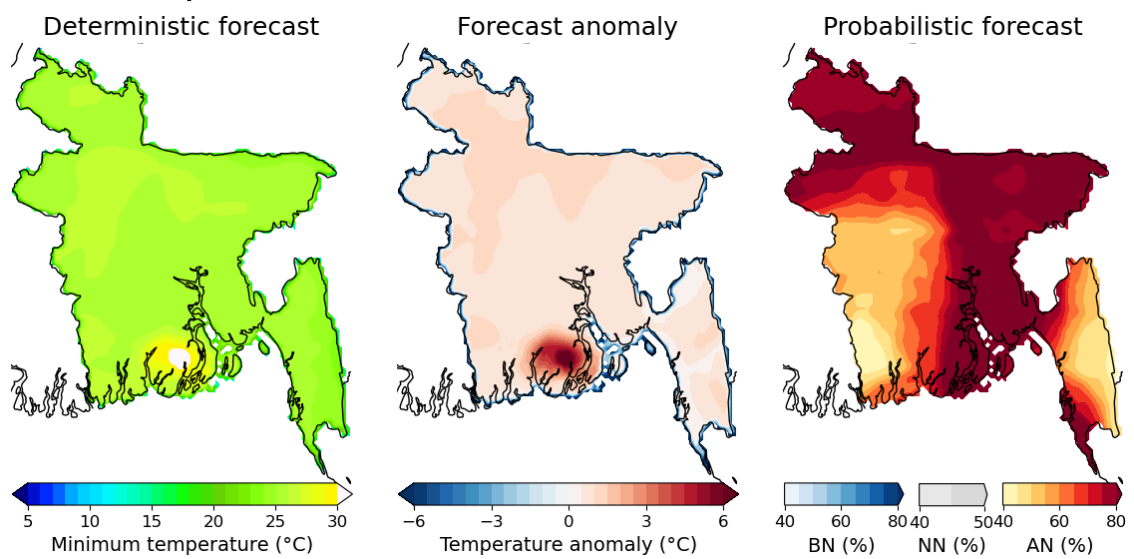 Deterministic forecast
Forecast anomaly
Probabilistic forecast
5 10 15 20 25 30
Minimum temperature (°C)
−6 −3 0 3 6
Temperature anomaly (°C)
40 60 80
BN (%)
40 50
NN (%)
40 60 80
AN (%)